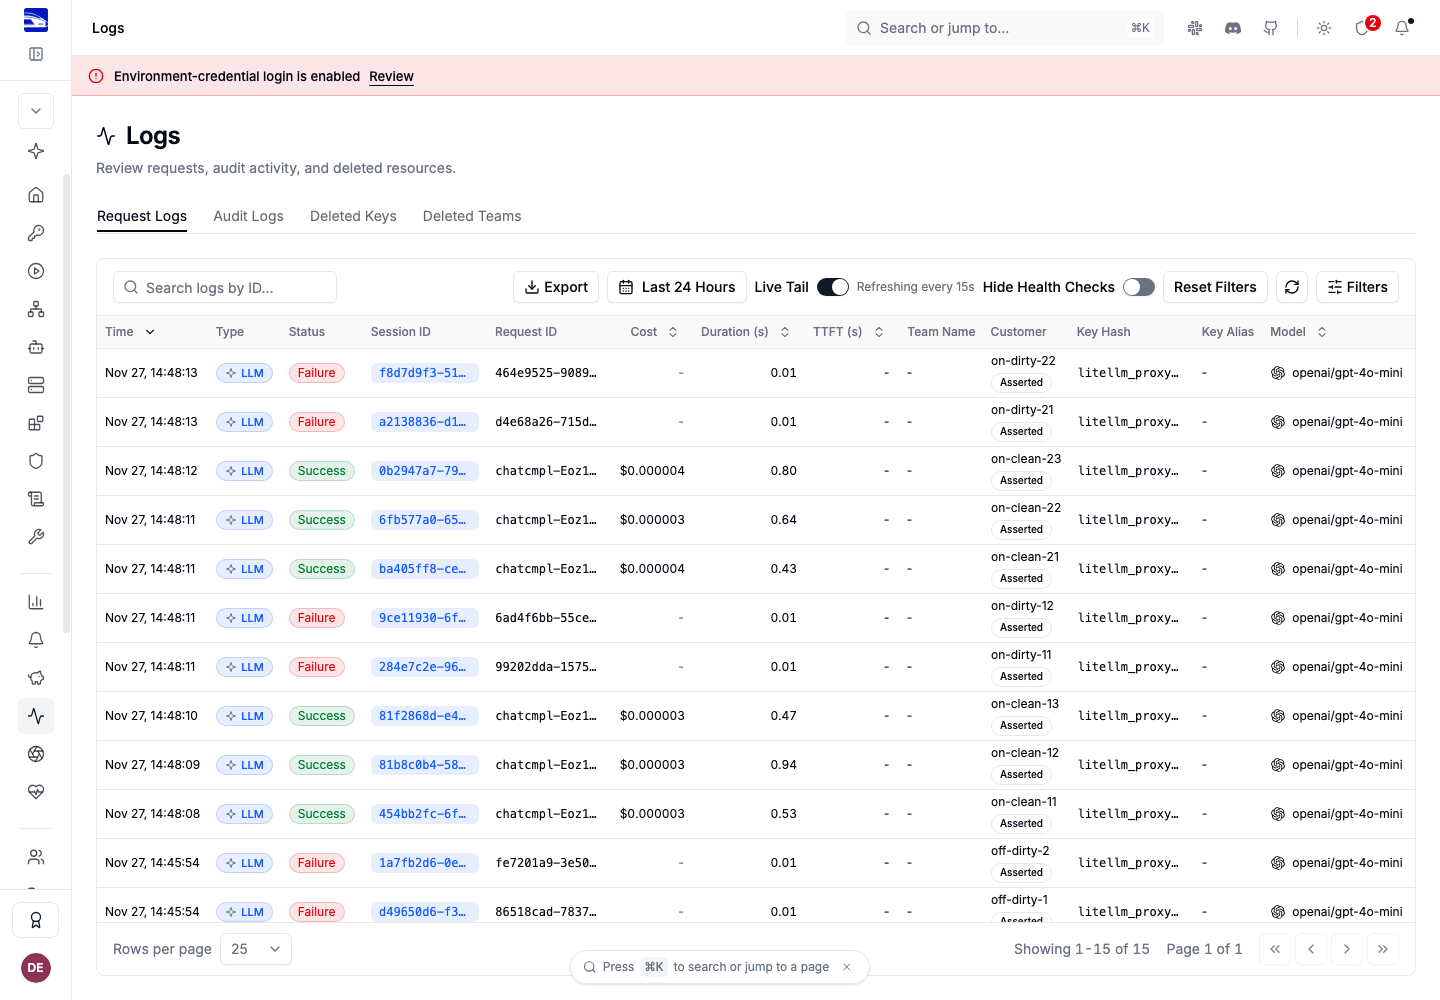 Logs
Search or jump to...
⌘K
2
Environment-credential login is enabled Review
Logs
Review requests, audit activity, and deleted resources.
Request Logs Audit Logs Deleted Keys Deleted Teams
Search logs by ID... Export Last 24 Hours Live Tail Refreshing every 15s Hide Health Checks Reset Filters Filters
Time Type Status Session ID Request ID Cost Duration (s) TTFT (s) Team Name Customer Key Hash Key Alias Model
Nov 27, 14:48:13 LLM Failure f8d7d9f3-51… 464e9525-9089… - 0.01 - - on-dirty-22 Asserted litellm_proxy… - openai/gpt-4o-mini
Nov 27, 14:48:13 LLM Failure a2138836-d1… d4e68a26-715d… - 0.01 - - on-dirty-21 Asserted litellm_proxy… - openai/gpt-4o-mini
Nov 27, 14:48:12 LLM Success 0b2947a7-79… chatcmpl-Eoz1… $0.000004 0.80 - - on-clean-23 Asserted litellm_proxy… - openai/gpt-4o-mini
Nov 27, 14:48:11 LLM Success 6fb577a0-65… chatcmpl-Eoz1… $0.000003 0.64 - - on-clean-22 Asserted litellm_proxy… - openai/gpt-4o-mini
Nov 27, 14:48:11 LLM Success ba405ff8-ce… chatcmpl-Eoz1… $0.000004 0.43 - - on-clean-21 Asserted litellm_proxy… - openai/gpt-4o-mini
Nov 27, 14:48:11 LLM Failure 9ce11930-6f… 6ad4f6bb-55ce… - 0.01 - - on-dirty-12 Asserted litellm_proxy… - openai/gpt-4o-mini
Nov 27, 14:48:11 LLM Failure 284e7c2e-96… 99202dda-1575… - 0.01 - - on-dirty-11 Asserted litellm_proxy… - openai/gpt-4o-mini
Nov 27, 14:48:10 LLM Success 81f2868d-e4… chatcmpl-Eoz1… $0.000003 0.47 - - on-clean-13 Asserted litellm_proxy… - openai/gpt-4o-mini
Nov 27, 14:48:09 LLM Success 81b8c0b4-58… chatcmpl-Eoz1… $0.000003 0.94 - - on-clean-12 Asserted litellm_proxy… - openai/gpt-4o-mini
Nov 27, 14:48:08 LLM Success 454bb2fc-6f… chatcmpl-Eoz1… $0.000003 0.53 - - on-clean-11 Asserted litellm_proxy… - openai/gpt-4o-mini
Nov 27, 14:45:54 LLM Failure 1a7fb2d6-0e… fe7201a9-3e50… - 0.01 - - off-dirty-2 Asserted litellm_proxy… - openai/gpt-4o-mini
Nov 27, 14:45:54 LLM Failure d49650d6-f3… 86518cad-7837… - 0.01 - - off-dirty-1 Asserted litellm_proxy… - openai/gpt-4o-mini
Rows per page 25 Showing 1-15 of 15 Page 1 of 1
Press ⌘K to search or jump to a page
DE